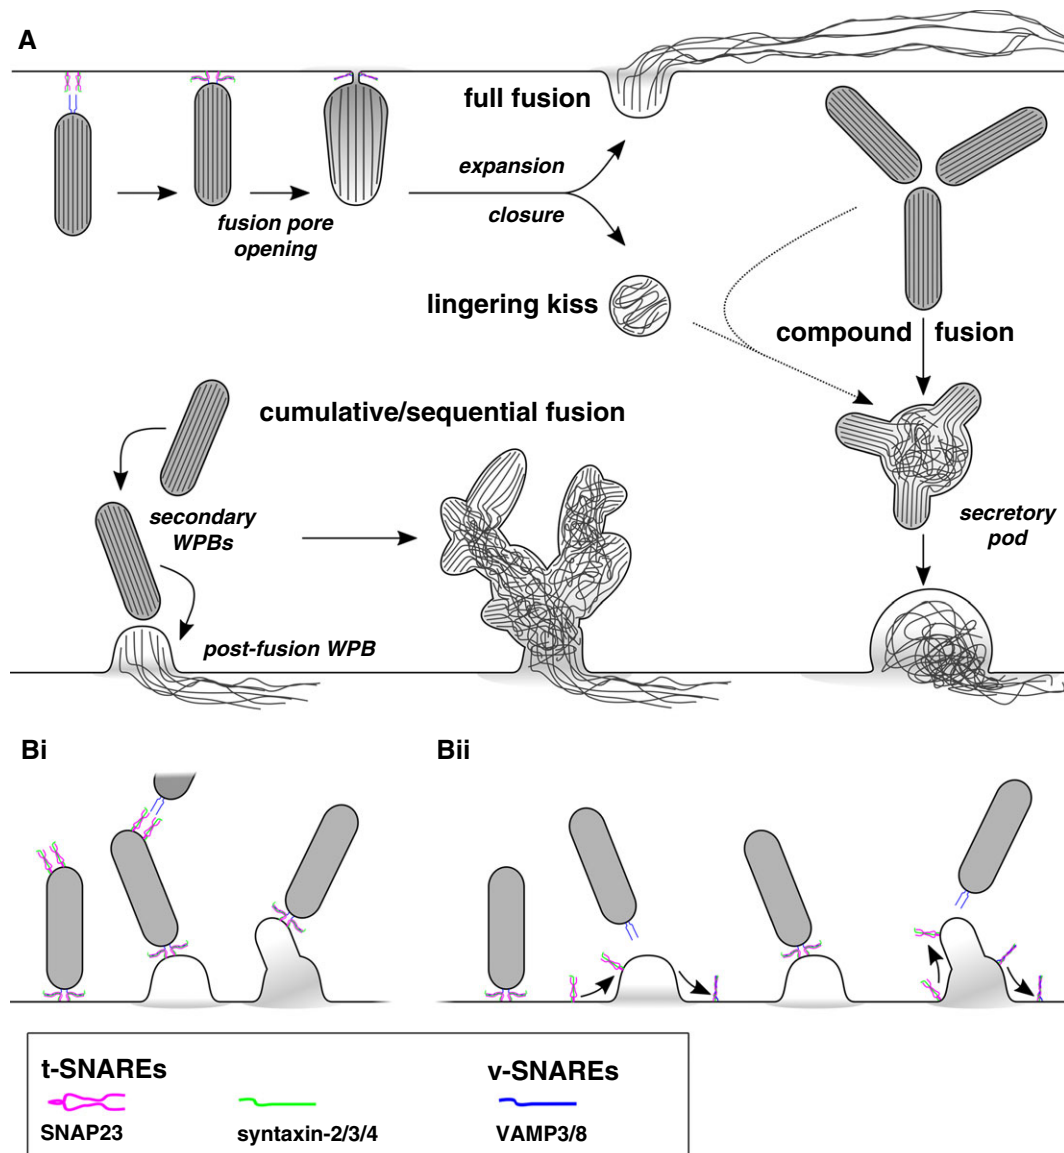 A
full fusion
expansion
closure
fusion pore
opening
lingering kiss
compound fusion
cumulative/sequential fusion
secondary
WPBs
secretory
pod
post-fusion WPB
Bi
Bii
t-SNAREs
v-SNAREs
SNAP23
syntaxin-2/3/4
VAMP3/8